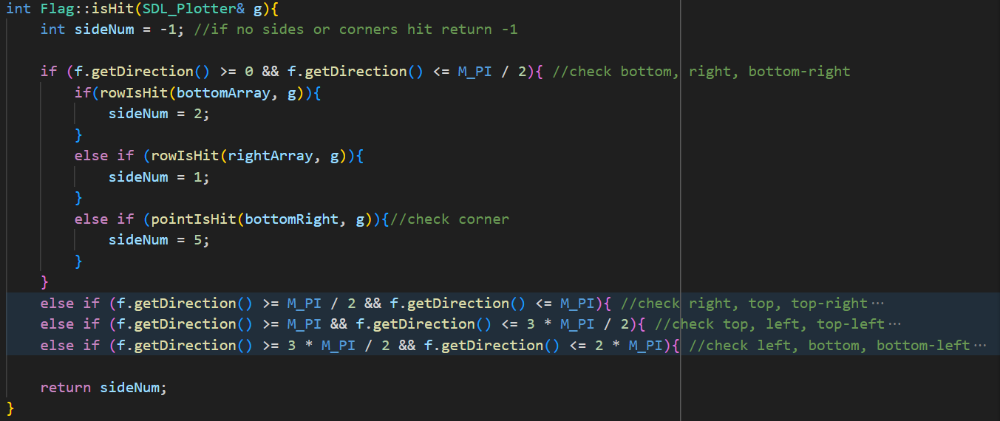 int Flag::isHit(SDL_Plotter& g){
    int sideNum = -1; //if no sides or corners hit return -1

    if (f.getDirection() >= 0 && f.getDirection() <= M_PI / 2){ //check bottom, right, bottom-right
        if(rowIsHit(bottomArray, g)){
            sideNum = 2;
        }
        else if (rowIsHit(rightArray, g)){
            sideNum = 1;
        }
        else if (pointIsHit(bottomRight, g)){//check corner
            sideNum = 5;
        }
    }
    else if (f.getDirection() >= M_PI / 2 && f.getDirection() <= M_PI){ //check right, top, top-right⋯
    else if (f.getDirection() >= M_PI && f.getDirection() <= 3 * M_PI / 2){ //check top, left, top-left⋯
    else if (f.getDirection() >= 3 * M_PI / 2 && f.getDirection() <= 2 * M_PI){ //check left, bottom, bottom-left⋯

    return sideNum;
}